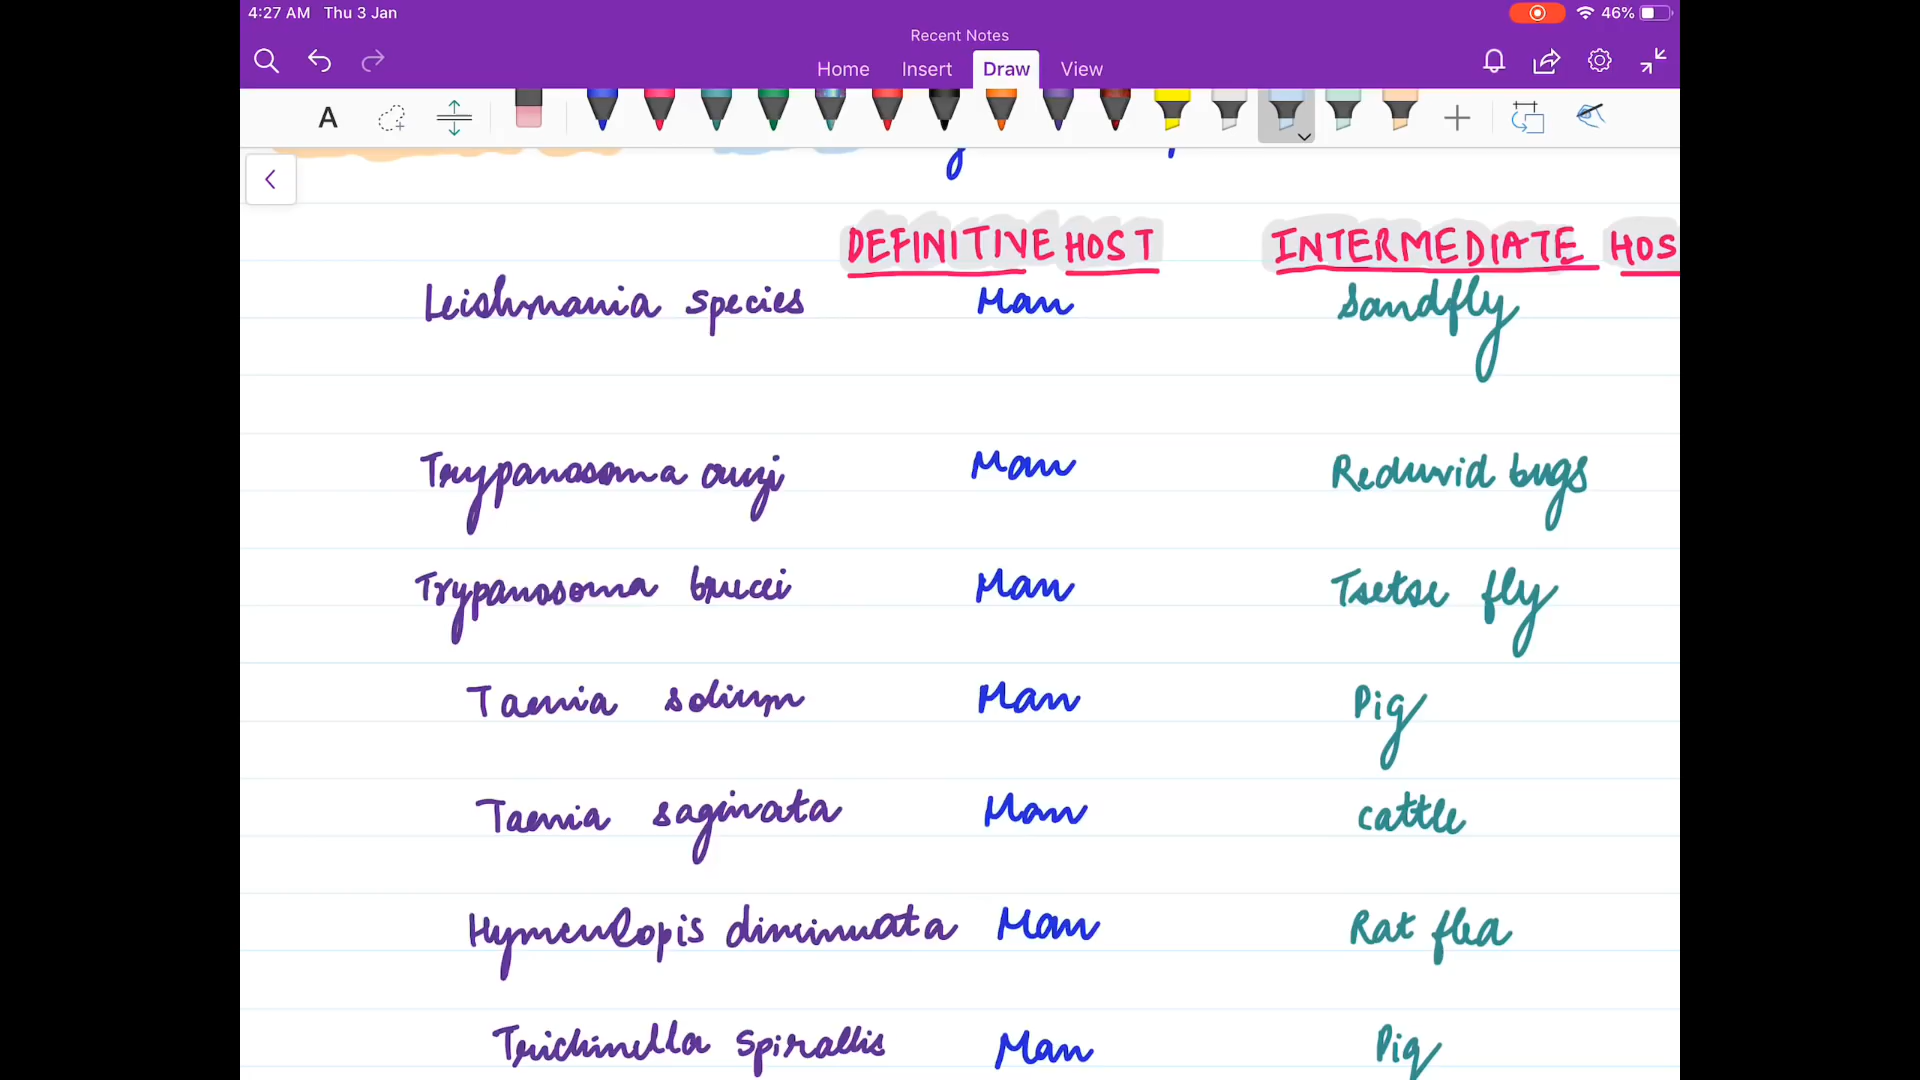 4:27 AM Thu 3 Jan 46%
Recent Notes
Home Insert Draw View
A
DEFINITIVE HOST INTERMEDIATE HOS
Leishmania species Man Sandfly
Trypanosoma cruzi Man Reduvid bugs
Trypanosoma brucei Man Tsetse fly
Taenia solium Man Pig
Taenia saginata Man cattle
Hymenolopis diminuata Man Rat flea
Trichinella spirallis Man Pig